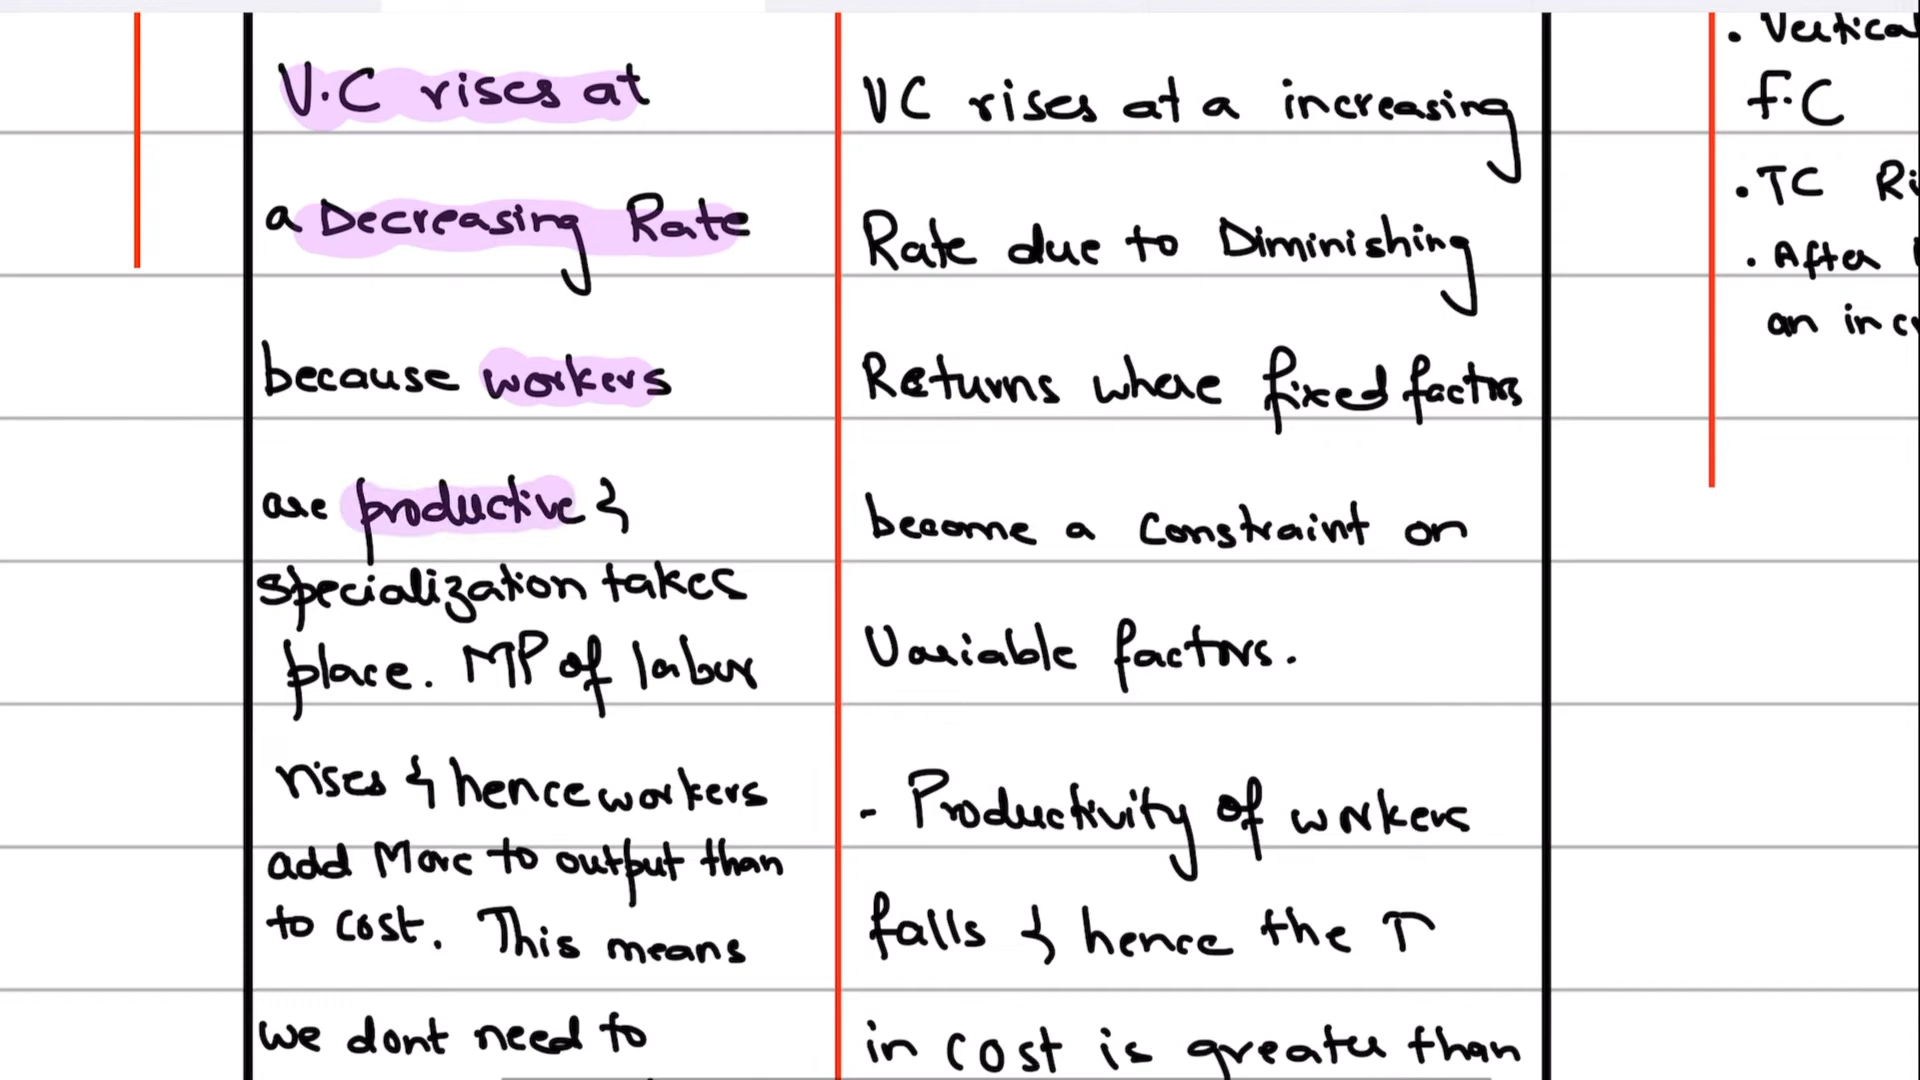 V.C rises at
a Decreasing Rate
because workers
are productive &
specialization takes
place. MP of labor
rises & hence workers
add More to output than
to cost. This means
we dont need to
VC rises at a increasing
Rate due to Diminishing
Returns where fixed factors
become a constraint on
Variable factors.
- Productivity of workers
falls & hence the ↑
in cost is greater than
• Vertical
F.C
• TC Ri
• After
an inc